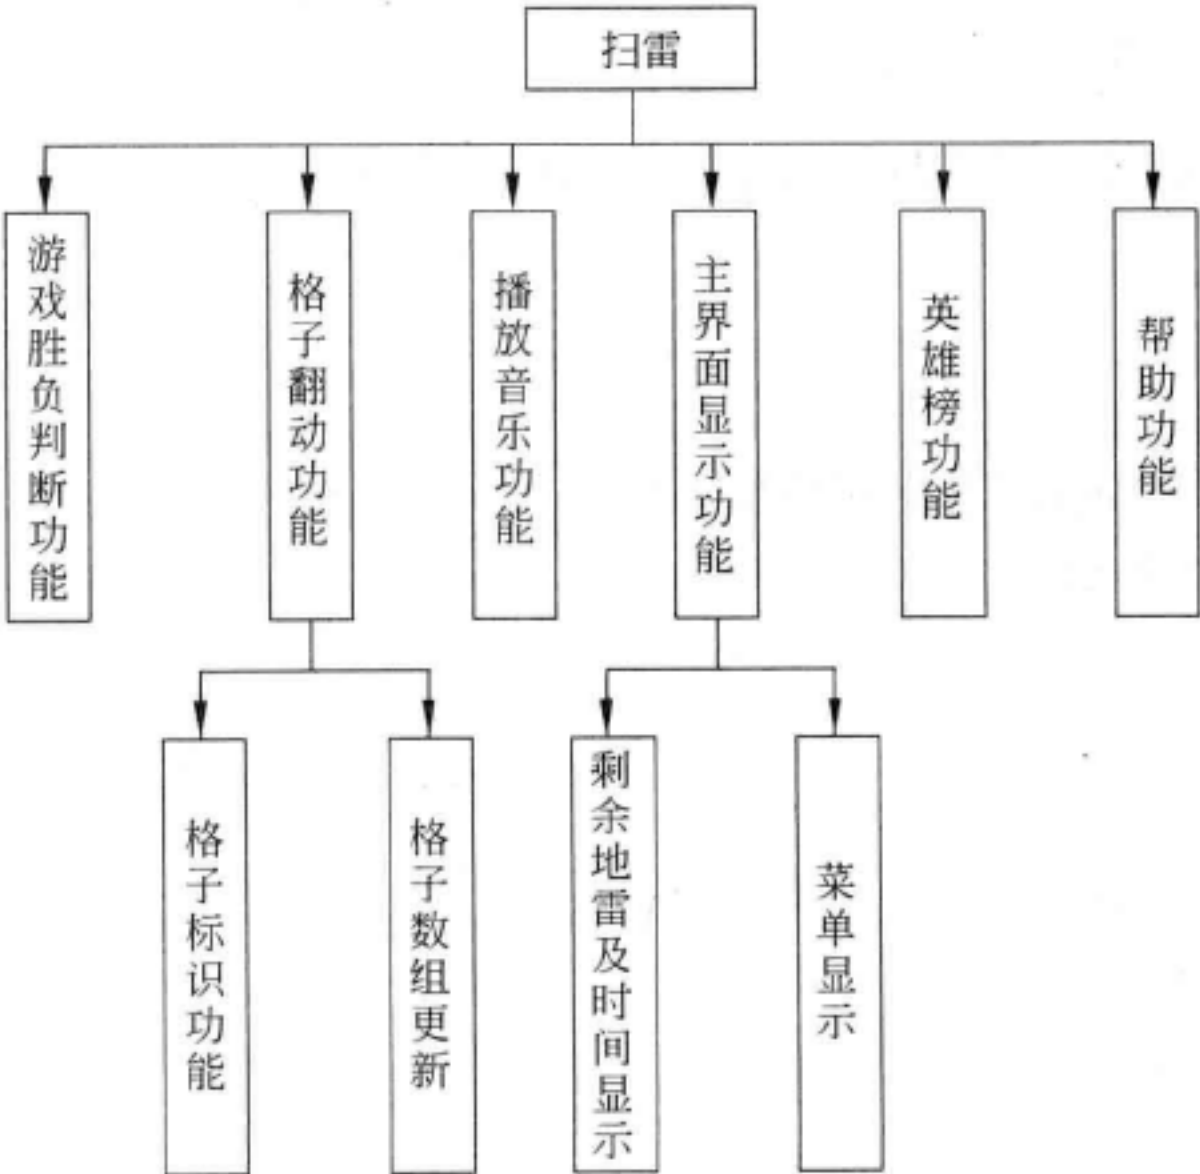 扫雷
游戏胜负判断功能
格子翻动功能
播放音乐功能
主界面显示功能
英雄榜功能
帮助功能
格子标识功能
格子数组更新
剩余地雷及时间显示
菜单显示